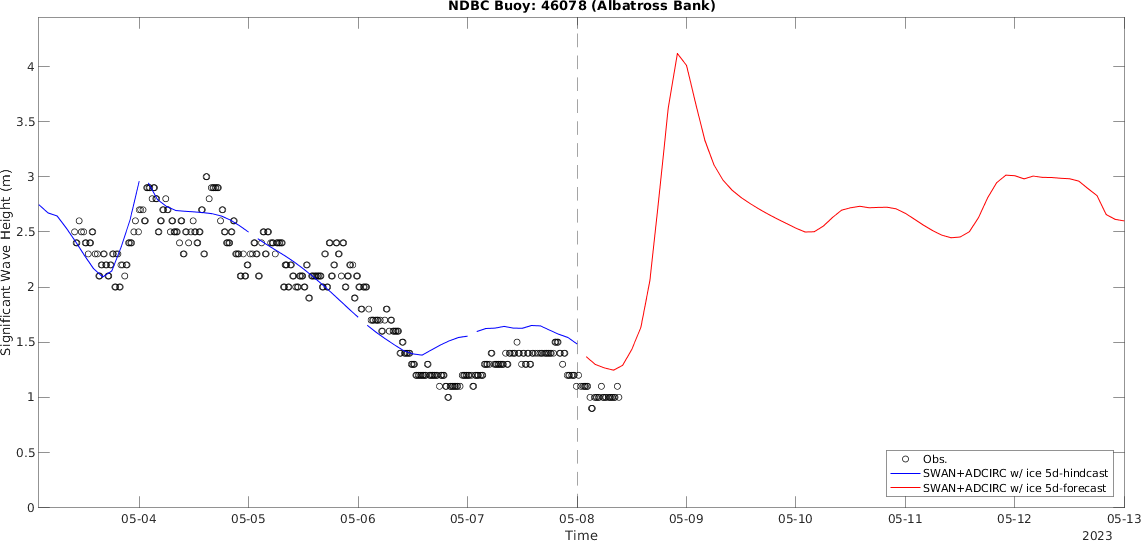 NDBC Buoy: 46078 (Albatross Bank)
Significant Wave Height (m)
4
3.5
3
2.5
2
1.5
1
0.5
0
Obs.
SWAN+ADCIRC w/ ice 5d-hindcast
SWAN+ADCIRC w/ ice 5d-forecast
05-04 05-05 05-06 05-07 05-08 05-09 05-10 05-11 05-12 05-13
Time
2023